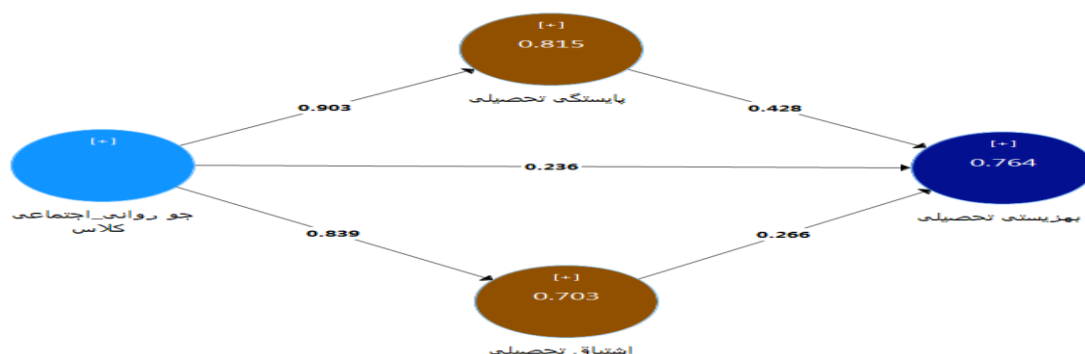 [+]
0.815
پایستگی تحصیلی
0.903
0.428
[+]
جو روانی_اجتماعی
کلاس
0.236
[+]
0.764
بهزیستی تحصیلی
0.839
0.266
[+]
0.703
اشتیاق تحصیلی